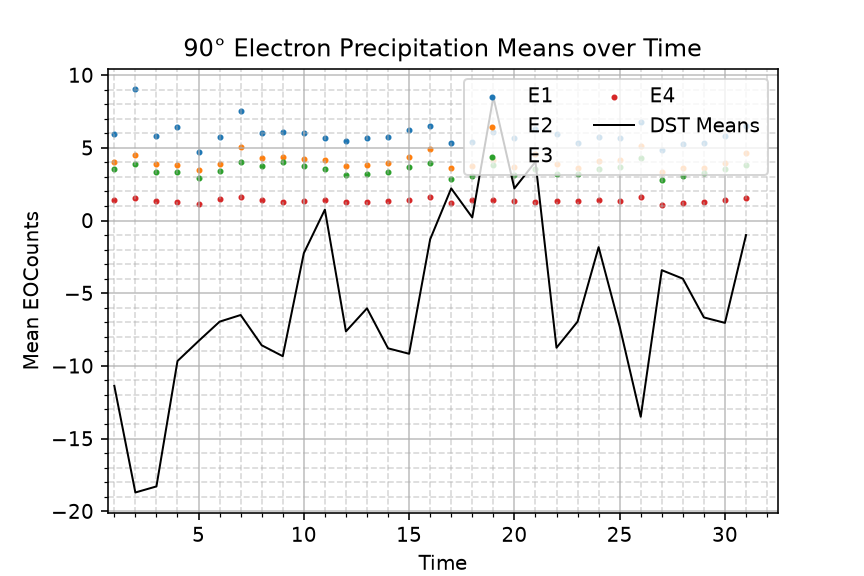 90° Electron Precipitation Means over Time
10
5
0
−5
−10
−15
−20
Mean EOCounts
E1
E2
E3
E4
DST Means
5
10
15
20
25
30
Time